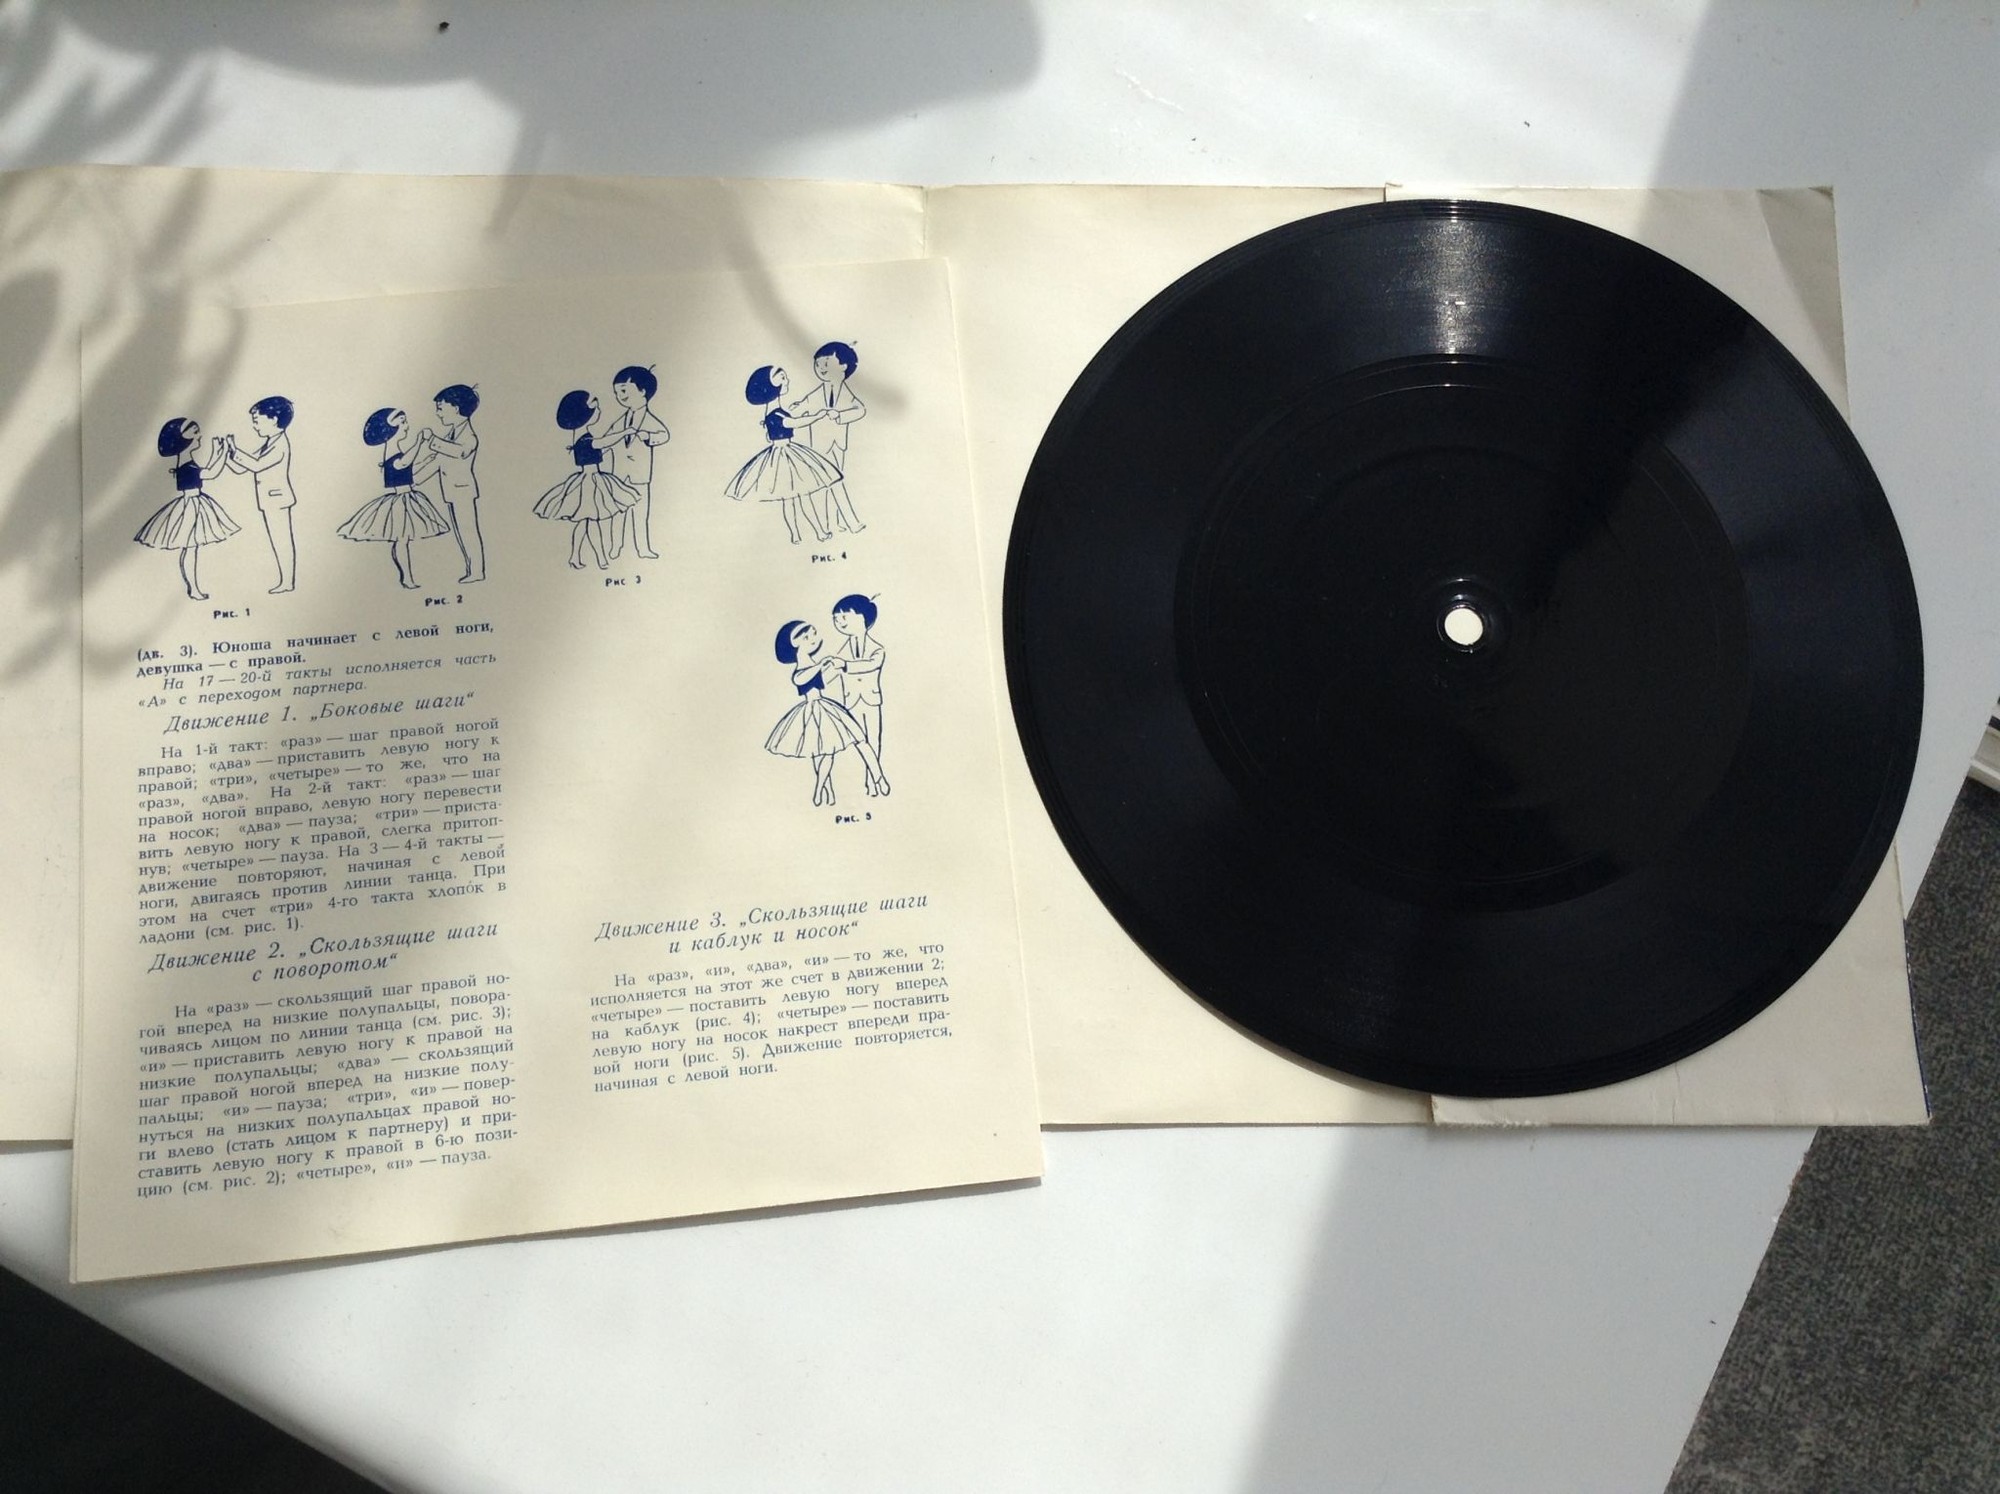 Рис. 1
Рис. 2
Рис 3
Рис. 4
Рис. 5
(дв. 3). Юноша начинает с левой ноги,
девушка — с правой.
На 17 — 20-й такты исполняется часть
«А» с переходом партнера.
Движение 1. „Боковые шаги“
На 1-й такт: «раз» — шаг правой ногой
вправо; «два» — приставить левую ногу к
правой; «три», «четыре» — то же, что на
«раз», «два». На 2-й такт: «раз» — шаг
правой ногой вправо, левую ногу перевести
на носок; «два» — пауза; «три» — приста-
вить левую ногу к правой, слегка притоп-
нув; «четыре» — пауза. На 3 — 4-й такты —
движение повторяют, начиная с левой
ноги, двигаясь против линии танца. При
этом на счет «три» 4-го такта хлопок в
ладони (см. рис. 1).
Движение 2. „Скользящие шаги
с поворотом“
На «раз» — скользящий шаг правой но-
гой вперед на низкие полупальцы, повора-
чиваясь лицом по линии танца (см. рис. 3);
«и» — приставить левую ногу к правой на
низкие полупальцы; «два» — скользящий
шаг правой ногой вперед на низкие полу-
пальцы; «и» — пауза; «три», «и» — повер-
нуться на низких полупальцах правой но-
ги влево (стать лицом к партнеру) и при-
ставить левую ногу к правой в 6-ю пози-
цию (см. рис. 2); «четыре», «и» — пауза.
Движение 3. „Скользящие шаги
и каблук и носок“
На «раз», «и», «два», «и» — то же, что
исполняется на этот же счет в движении 2;
«четыре» — поставить левую ногу вперед
на каблук (рис. 4); «четыре» — поставить
левую ногу на носок накрест впереди пра-
вой ноги (рис. 5). Движение повторяется,
начиная с левой ноги.